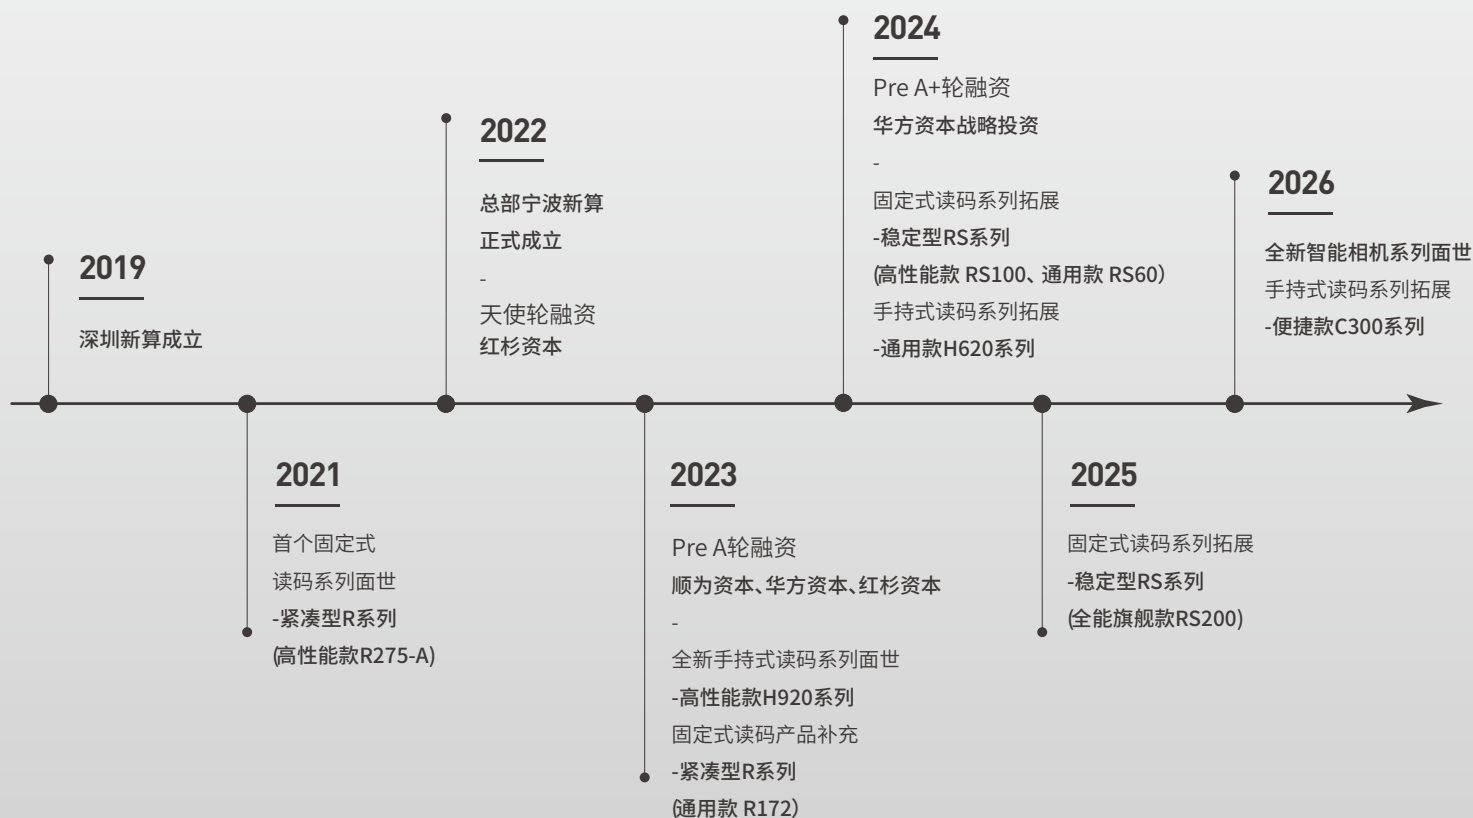 2019
深圳新算成立
2021
首个固定式
读码系列面世
-紧凑型R系列
(高性能款R275-A)
2022
总部宁波新算
正式成立
-
天使轮融资
红杉资本
2023
Pre A轮融资
顺为资本、华方资本、红杉资本
-
全新手持式读码系列面世
-高性能款H920系列
固定式读码产品补充
-紧凑型R系列
(通用款 R172)
2024
Pre A+轮融资
华方资本战略投资
-
固定式读码系列拓展
-稳定型RS系列
(高性能款 RS100、通用款 RS60)
手持式读码系列拓展
-通用款H620系列
2025
固定式读码系列拓展
-稳定型RS系列
(全能旗舰款RS200)
2026
全新智能相机系列面世
手持式读码系列拓展
-便捷款C300系列